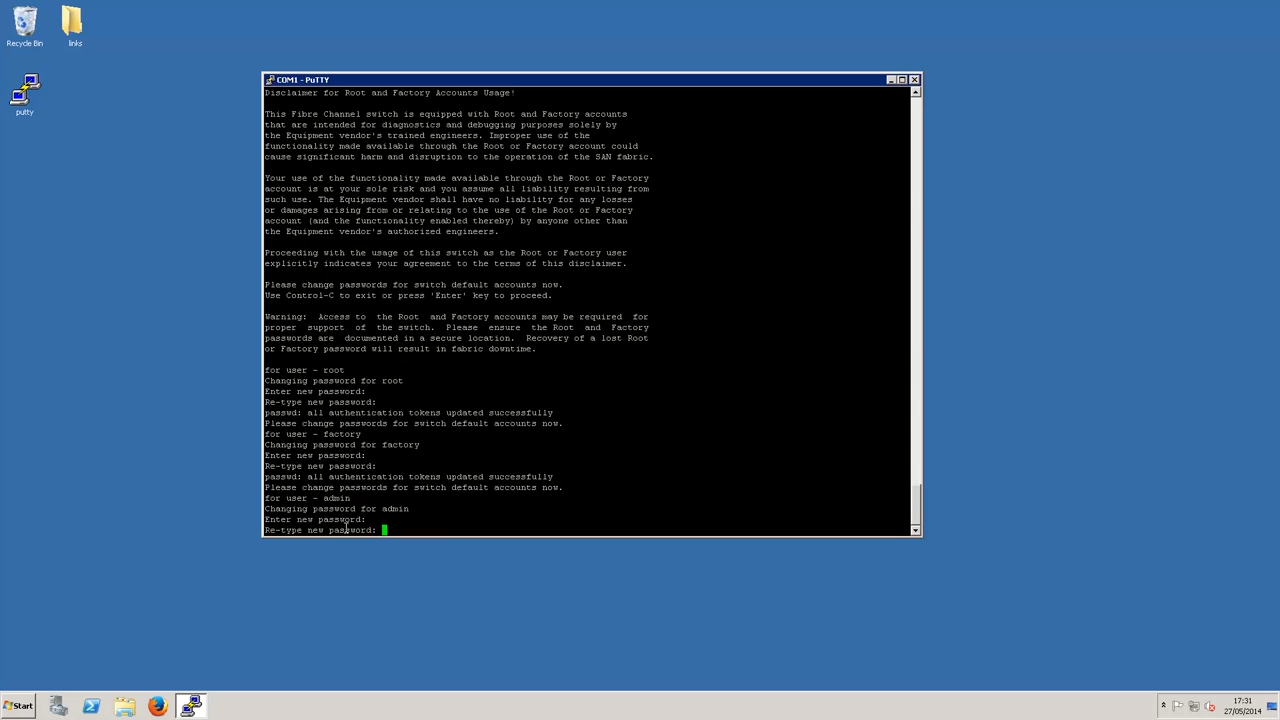 Recycle Bin
links
putty
COM1 - PuTTY
Disclaimer for Root and Factory Accounts Usage!
This Fibre Channel switch is equipped with Root and Factory accounts
that are intended for diagnostics and debugging purposes solely by
the Equipment vendor's trained engineers. Improper use of the
functionality made available through the Root or Factory account could
cause significant harm and disruption to the operation of the SAN fabric.
Your use of the functionality made available through the Root or Factory
account is at your sole risk and you assume all liability resulting from
such use. The Equipment vendor shall have no liability for any losses
or damages arising from or relating to the use of the Root or Factory
account (and the functionality enabled thereby) by anyone other than
the Equipment vendor's authorized engineers.
Proceeding with the usage of this switch as the Root or Factory user
explicitly indicates your agreement to the terms of this disclaimer.
Please change passwords for switch default accounts now.
Use Control-C to exit or press 'Enter' key to proceed.
Warning:  Access to  the Root  and Factory accounts may be required  for
proper  support  of  the switch.  Please  ensure  the Root  and  Factory
passwords are  documented in a secure location.  Recovery of a lost Root
or Factory password will result in fabric downtime.
for user - root
Changing password for root
Enter new password:
Re-type new password:
passwd: all authentication tokens updated successfully
Please change passwords for switch default accounts now.
for user - factory
Changing password for factory
Enter new password:
Re-type new password:
passwd: all authentication tokens updated successfully
Please change passwords for switch default accounts now.
for user - admin
Changing password for admin
Enter new password:
Re-type new password:
Start
17:31
27/05/2014